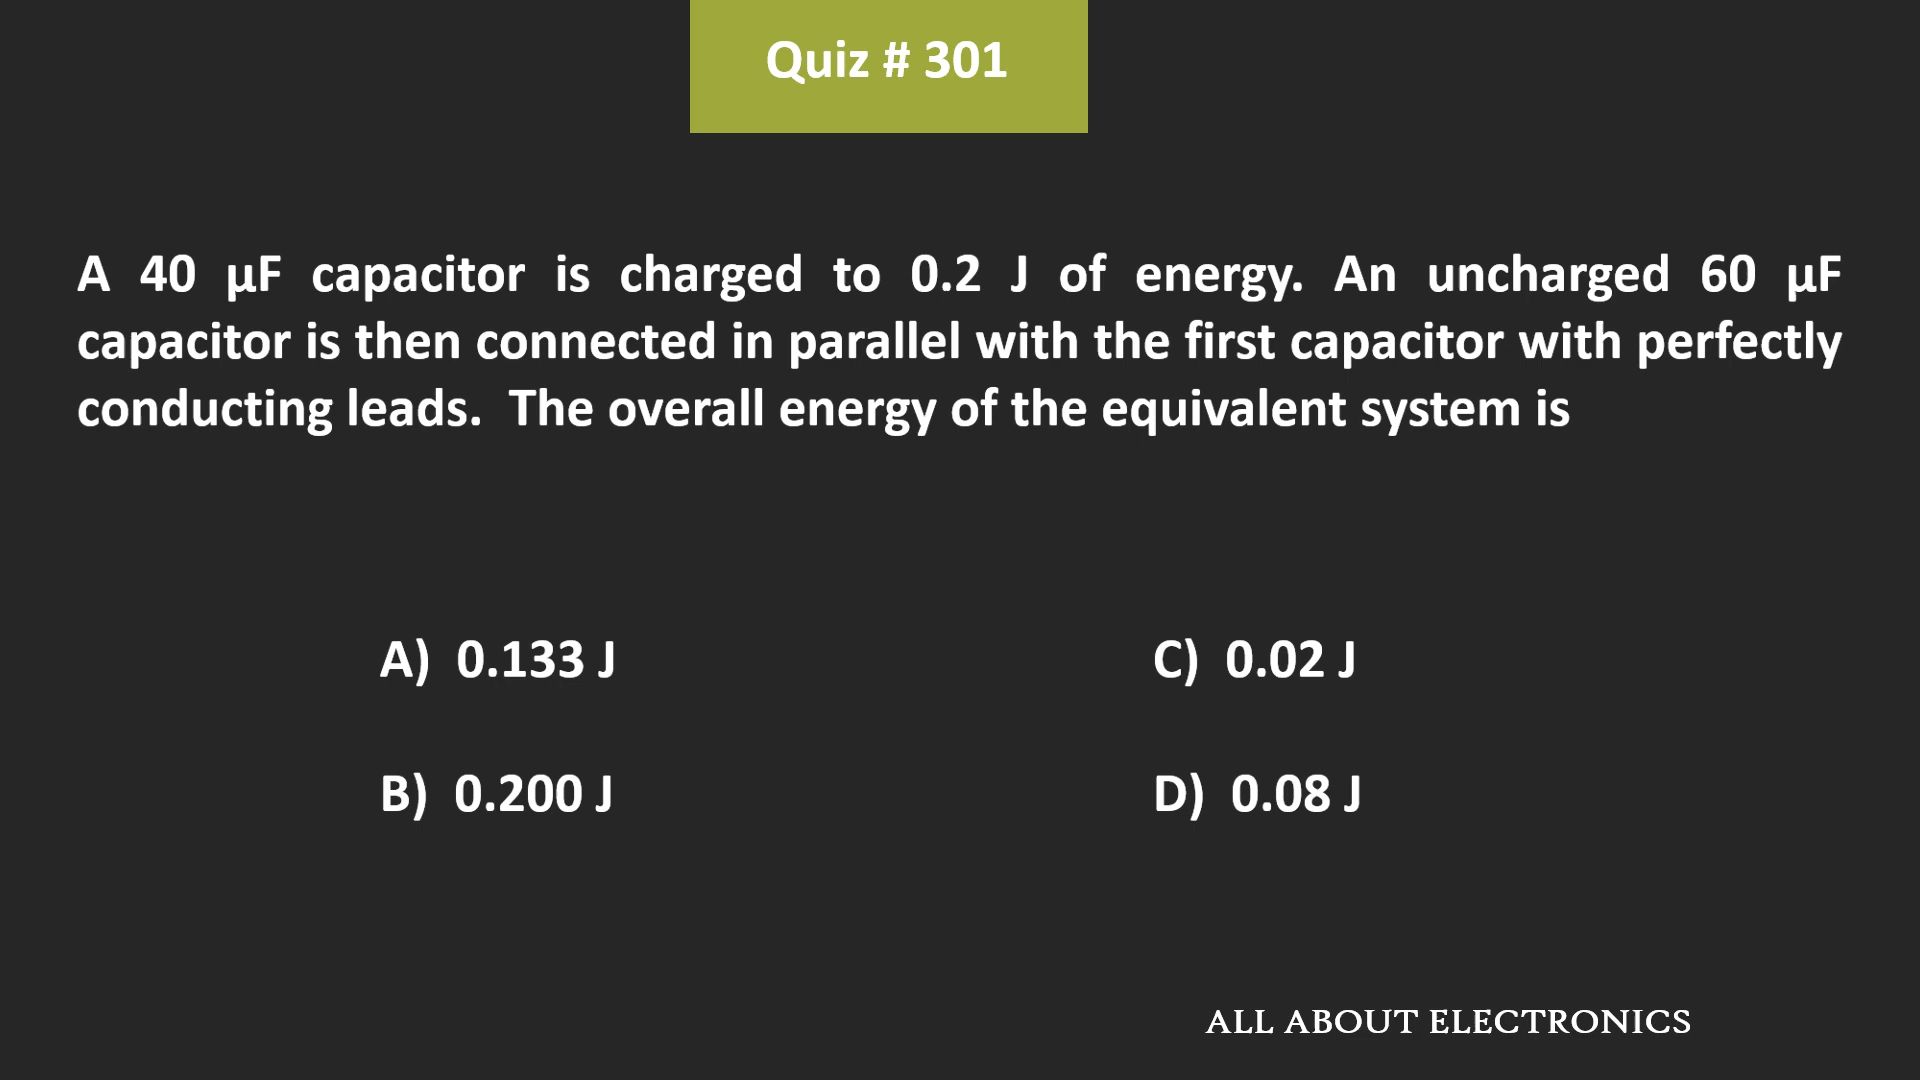 Quiz # 301
A 40 µF capacitor is charged to 0.2 J of energy. An uncharged 60 µF
capacitor is then connected in parallel with the first capacitor with perfectly
conducting leads. The overall energy of the equivalent system is
A) 0.133 J
C) 0.02 J
B) 0.200 J
D) 0.08 J
ALL ABOUT ELECTRONICS